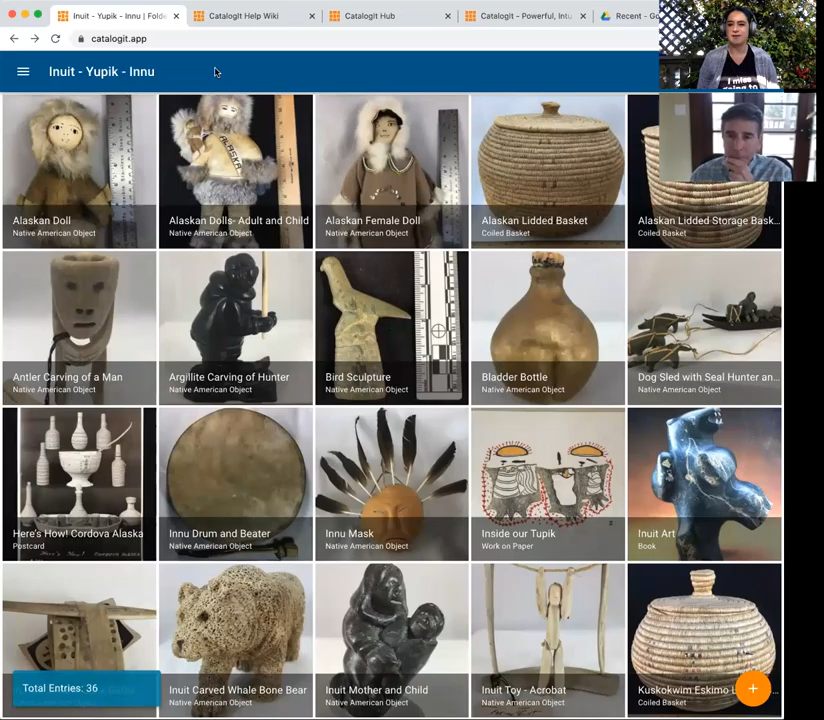 Inuit - Yupik - Innu | Folde
CatalogIt Help Wiki
CatalogIt Hub
CatalogIt – Powerful, Intu
Recent - Go
catalogit.app
Inuit - Yupik - Innu
I miss
going to
Alaskan Doll
Native American Object
ALASKA
Alaskan Dolls- Adult and Child
Native American Object
Alaskan Female Doll
Native American Object
Alaskan Lidded Basket
Coiled Basket
Alaskan Lidded Storage Bask...
Coiled Basket
Antler Carving of a Man
Native American Object
Argillite Carving of Hunter
Native American Object
Bird Sculpture
Native American Object
Bladder Bottle
Native American Object
Dog Sled with Seal Hunter an...
Native American Object
Here's How! Cordova Alaska
Postcard
Innu Drum and Beater
Native American Object
Innu Mask
Native American Object
Inside our Tupik
Work on Paper
Inuit Art
Book
Total Entries: 36
Inuit Carved Whale Bone Bear
Native American Object
Inuit Mother and Child
Native American Object
Inuit Toy - Acrobat
Native American Object
Kuskokwim Eskimo
Coiled Basket